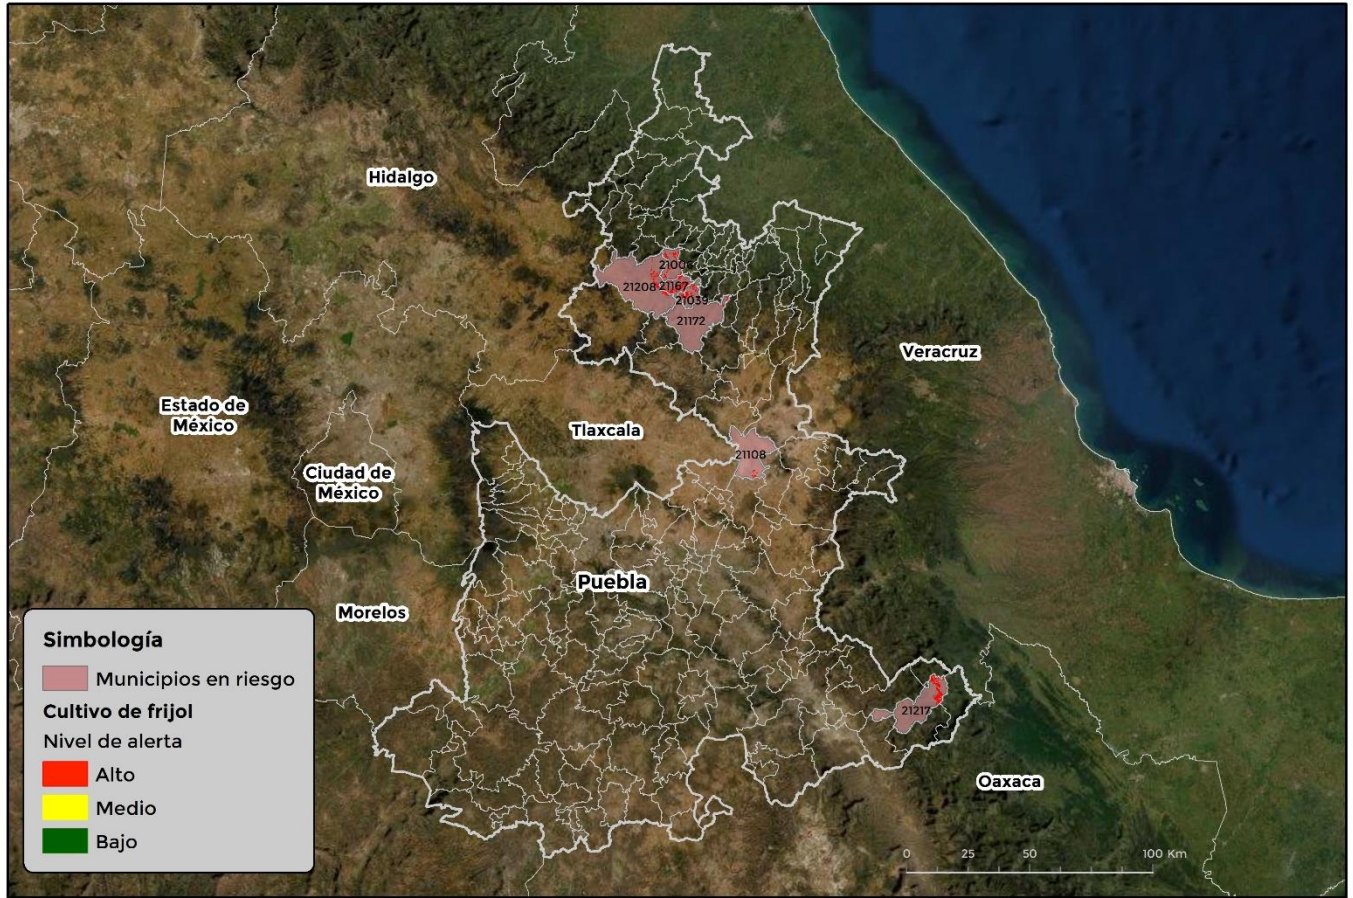 Hidalgo
21208
21167
21039
21172
Veracruz
Estado de
México
Tlaxcala
21108
Ciudad de
México
Puebla
Morelos
21217
Oaxaca
Simbología
Municipios en riesgo
Cultivo de frijol
Nivel de alerta
Alto
Medio
Bajo
0 25 50 100 Km